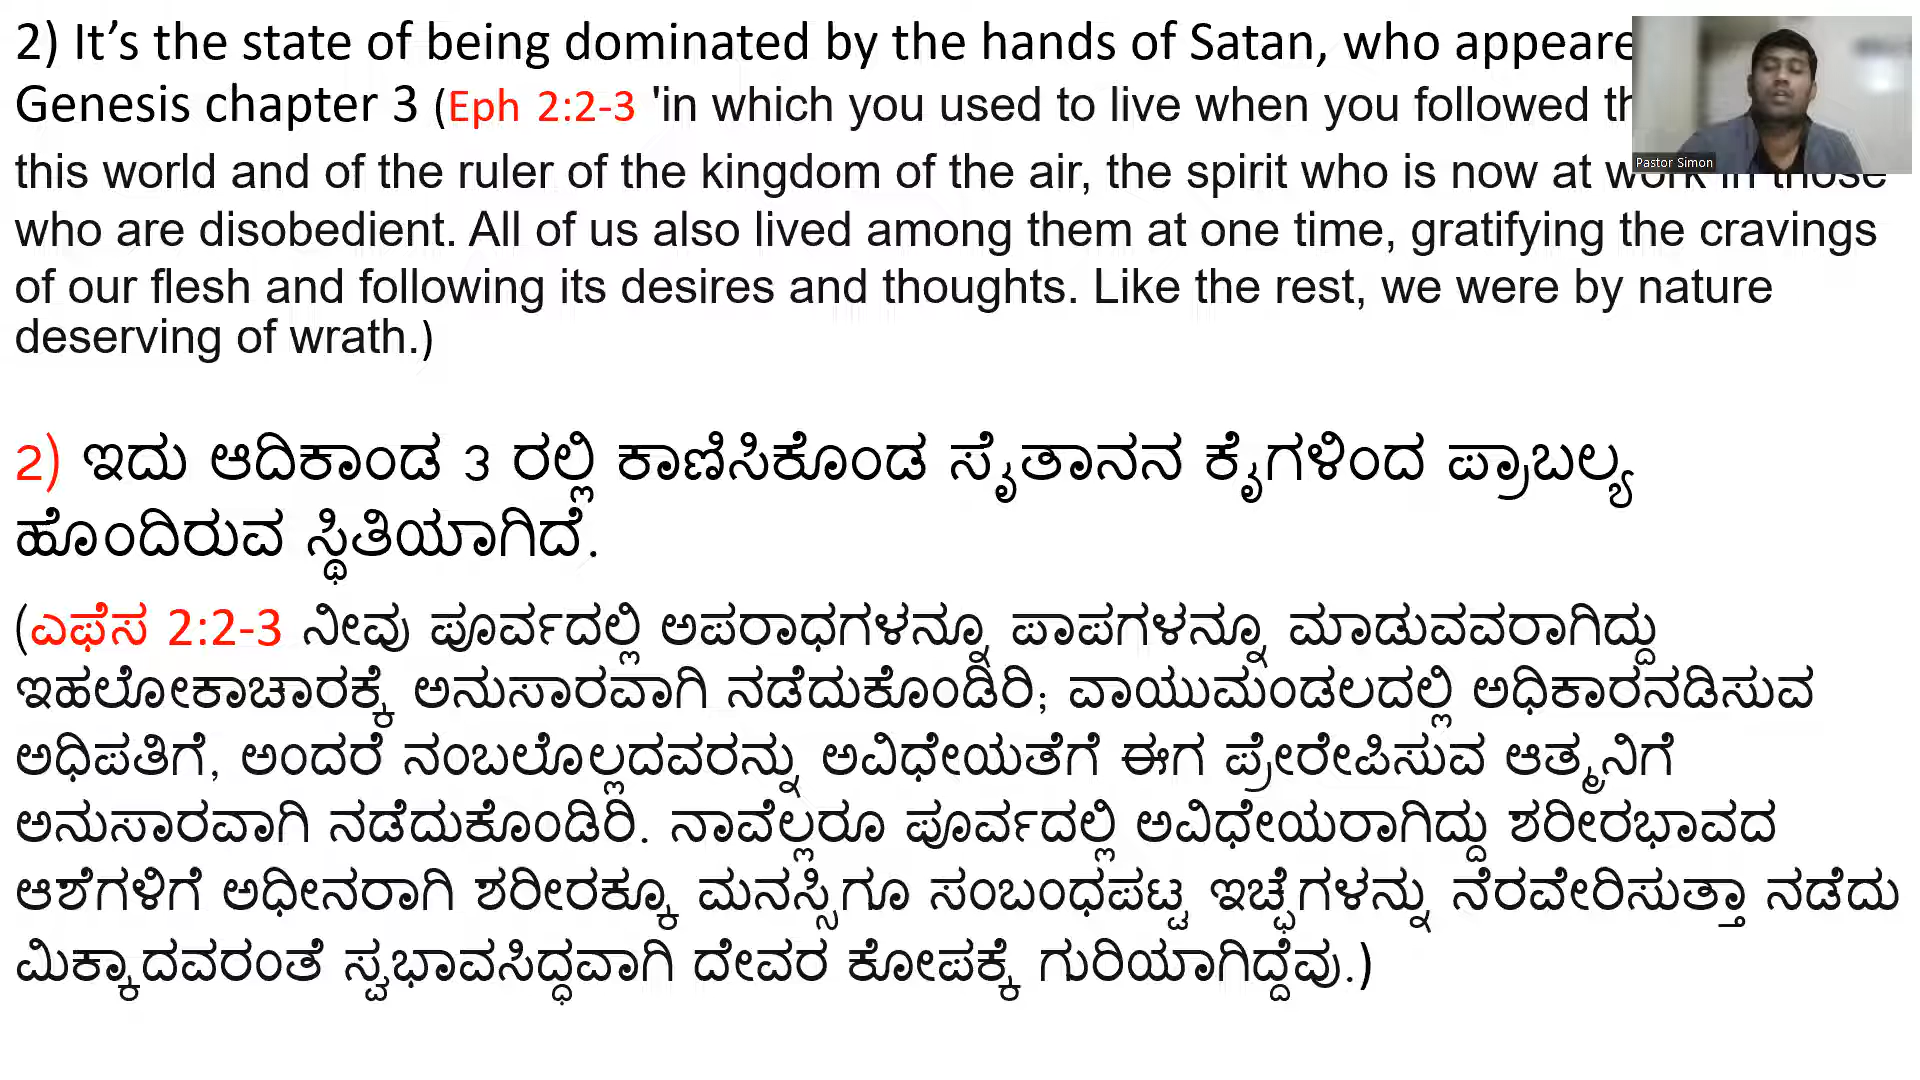 2) It’s the state of being dominated by the hands of Satan, who
Genesis chapter 3 (Eph 2:2-3 'in which you used to live when you followed
this world and of the ruler of the kingdom of the air, the spirit who is now at work in those
who are disobedient. All of us also lived among them at one time, gratifying the cravings
of our flesh and following its desires and thoughts. Like the rest, we were by nature
deserving of wrath.)
Pastor Simon
2) ಇದು ಆದಿಕಾಂಡ 3 ರಲ್ಲಿ ಕಾಣಿಸಿಕೊಂಡ ಸೈತಾನನ ಕೈಗಳಿಂದ ಪ್ರಾಬಲ್ಯ
ಹೊಂದಿರುವ ಸ್ಥಿತಿಯಾಗಿದೆ.
(ಎಫೆಸ 2:2-3 ನೀವು ಪೂರ್ವದಲ್ಲಿ ಅಪರಾಧಗಳನ್ನೂ ಪಾಪಗಳನ್ನೂ ಮಾಡುವವರಾಗಿದ್ದು
ಇಹಲೋಕಾಚಾರಕ್ಕೆ ಅನುಸಾರವಾಗಿ ನಡೆದುಕೊಂಡಿರಿ; ವಾಯುಮಂಡಲದಲ್ಲಿ ಅಧಿಕಾರನಡಿಸುವ
ಅಧಿಪತಿಗೆ, ಅಂದರೆ ನಂಬಲೊಲ್ಲದವರನ್ನು ಅವಿಧೇಯತೆಗೆ ಈಗ ಪ್ರೇರೇಪಿಸುವ ಆತ್ಮನಿಗೆ
ಅನುಸಾರವಾಗಿ ನಡೆದುಕೊಂಡಿರಿ. ನಾವೆಲ್ಲರೂ ಪೂರ್ವದಲ್ಲಿ ಅವಿಧೇಯರಾಗಿದ್ದು ಶರೀರಭಾವದ
ಆಶೆಗಳಿಗೆ ಅಧೀನರಾಗಿ ಶರೀರಕ್ಕೂ ಮನಸ್ಸಿಗೂ ಸಂಬಂಧಪಟ್ಟ ಇಚ್ಛೆಗಳನ್ನು ನೆರವೇರಿಸುತ್ತಾ ನಡೆದು
ಮಿಕ್ಕಾದವರಂತೆ ಸ್ವಭಾವಸಿದ್ಧವಾಗಿ ದೇವರ ಕೋಪಕ್ಕೆ ಗುರಿಯಾಗಿದ್ದೆವು.)